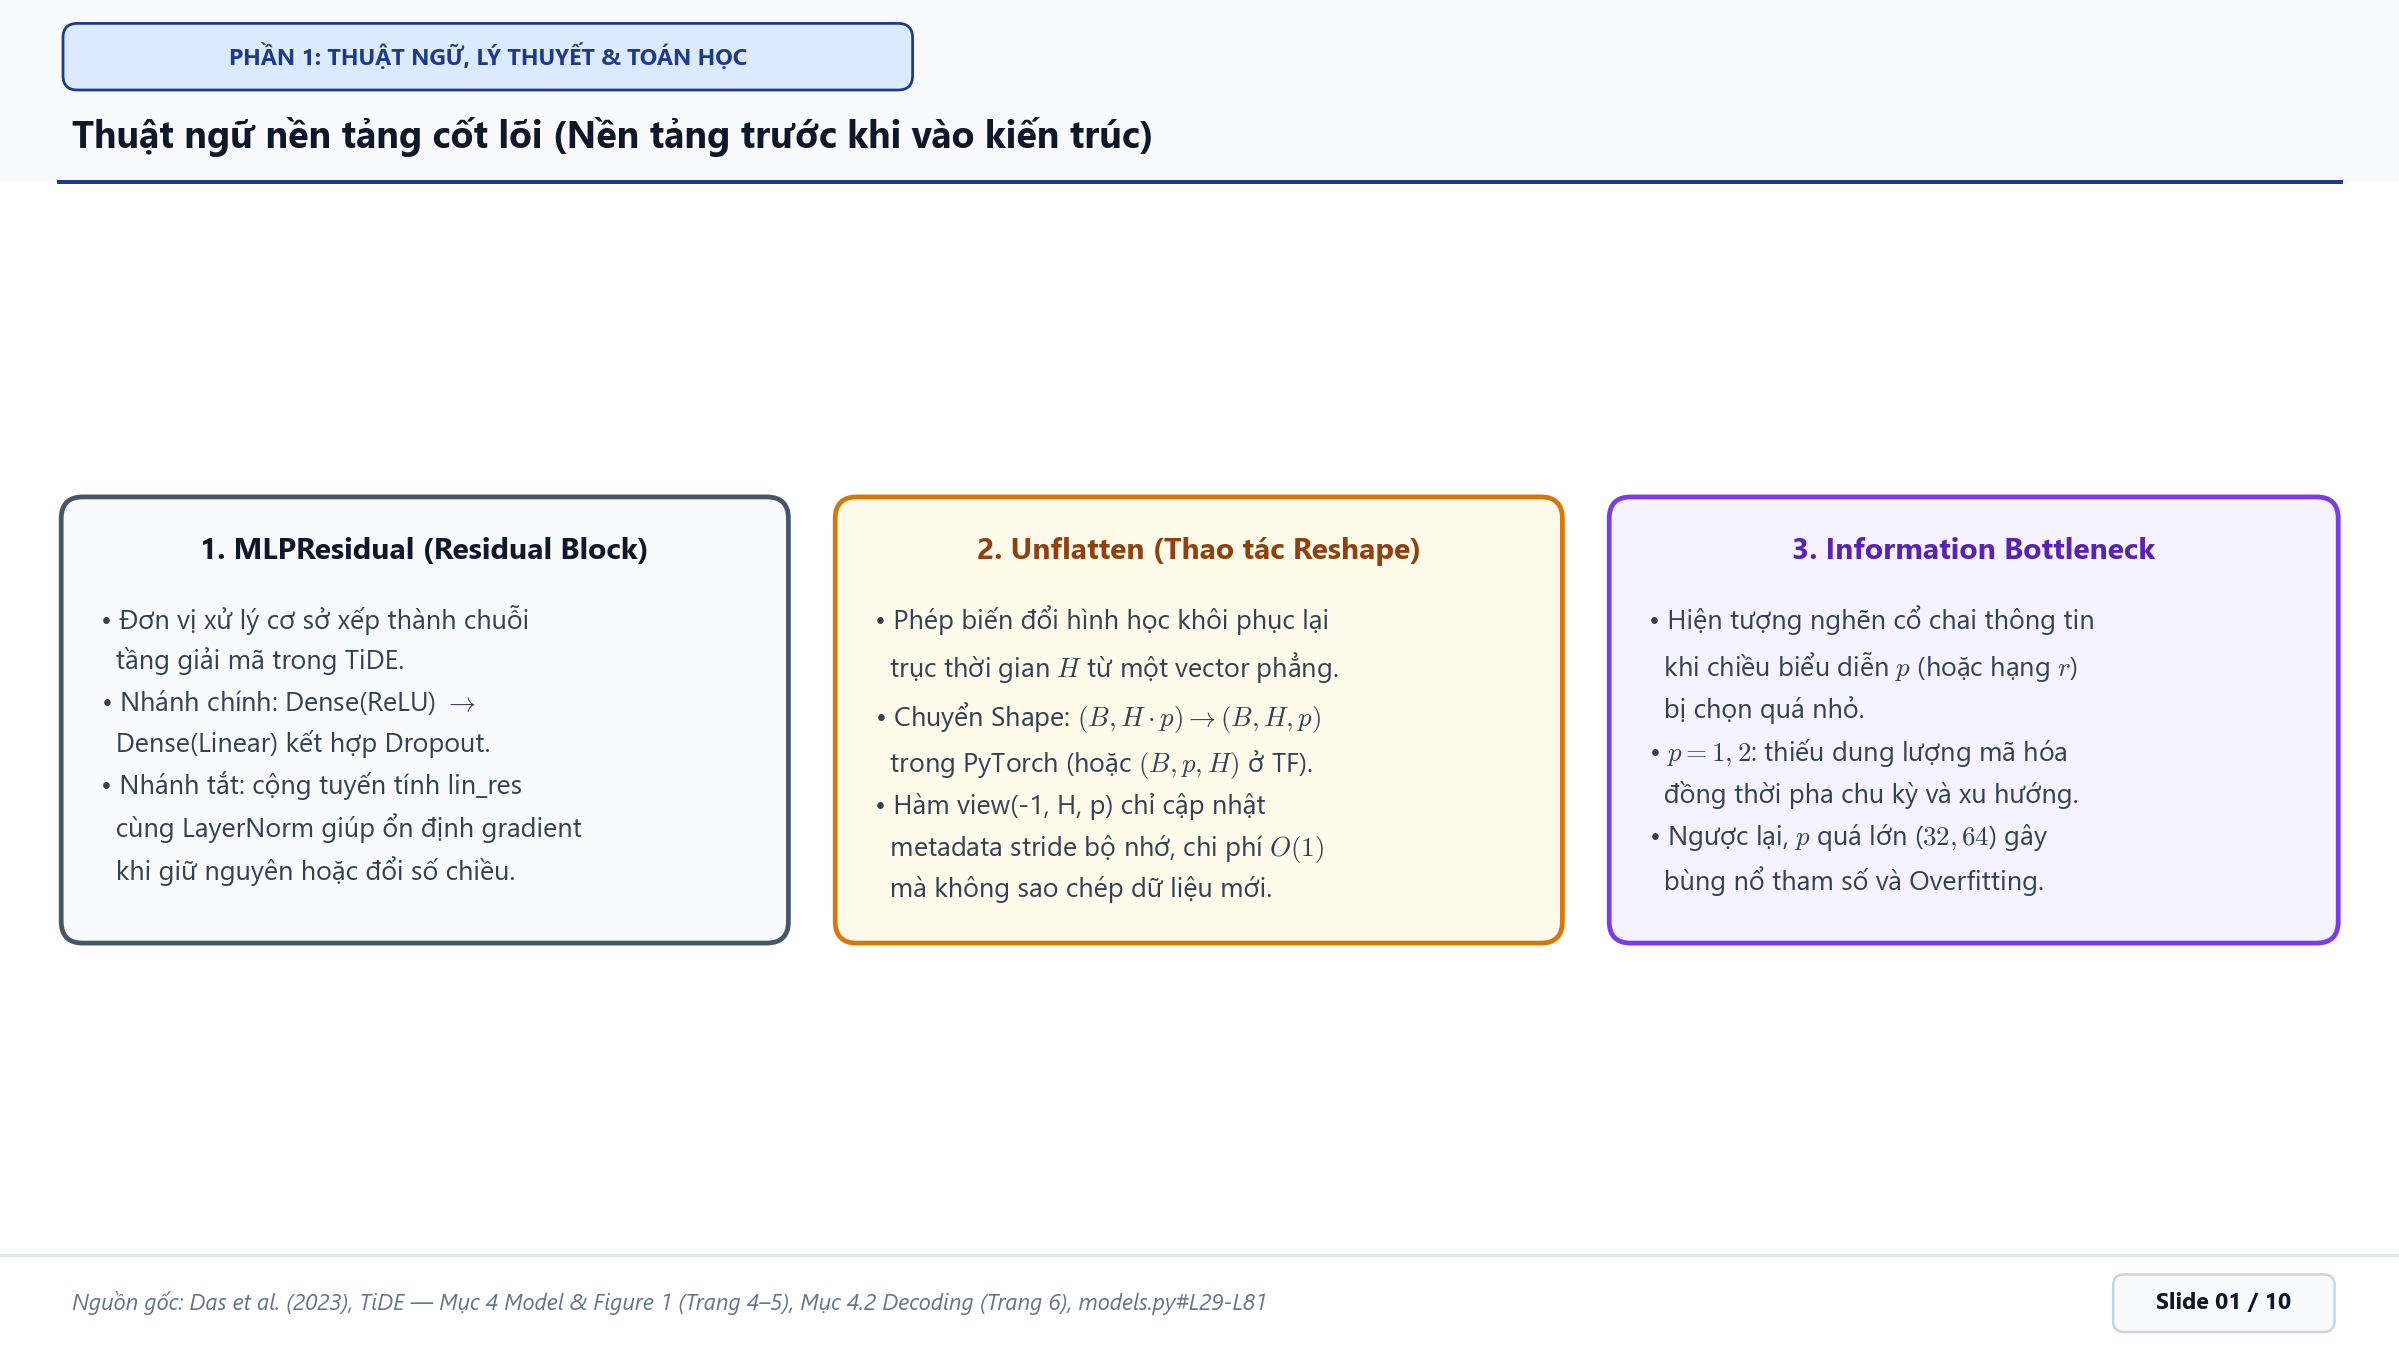 PHẦN 1: THUẬT NGỮ, LÝ THUYẾT & TOÁN HỌC
Thuật ngữ nền tảng cốt lõi (Nền tảng trước khi vào kiến trúc)
1. MLPResidual (Residual Block)
• Đơn vị xử lý cơ sở xếp thành chuỗi
tầng giải mã trong TiDE.
• Nhánh chính: Dense(ReLU) →
Dense(Linear) kết hợp Dropout.
• Nhánh tắt: cộng tuyến tính lin_res
cùng LayerNorm giúp ổn định gradient
khi giữ nguyên hoặc đổi số chiều.
2. Unflatten (Thao tác Reshape)
• Phép biến đổi hình học khôi phục lại
trục thời gian H từ một vector phẳng.
• Chuyển Shape: (B, H · p) → (B, H, p)
trong PyTorch (hoặc (B, p, H) ở TF).
• Hàm view(-1, H, p) chỉ cập nhật
metadata stride bộ nhớ, chi phí O(1)
mà không sao chép dữ liệu mới.
3. Information Bottleneck
• Hiện tượng nghẽn cổ chai thông tin
khi chiều biểu diễn p (hoặc hạng r)
bị chọn quá nhỏ.
• p = 1, 2: thiếu dung lượng mã hóa
đồng thời pha chu kỳ và xu hướng.
• Ngược lại, p quá lớn (32, 64) gây
bùng nổ tham số và Overfitting.
Nguồn gốc: Das et al. (2023), TiDE — Mục 4 Model & Figure 1 (Trang 4–5), Mục 4.2 Decoding (Trang 6), models.py#L29-L81
Slide 01 / 10